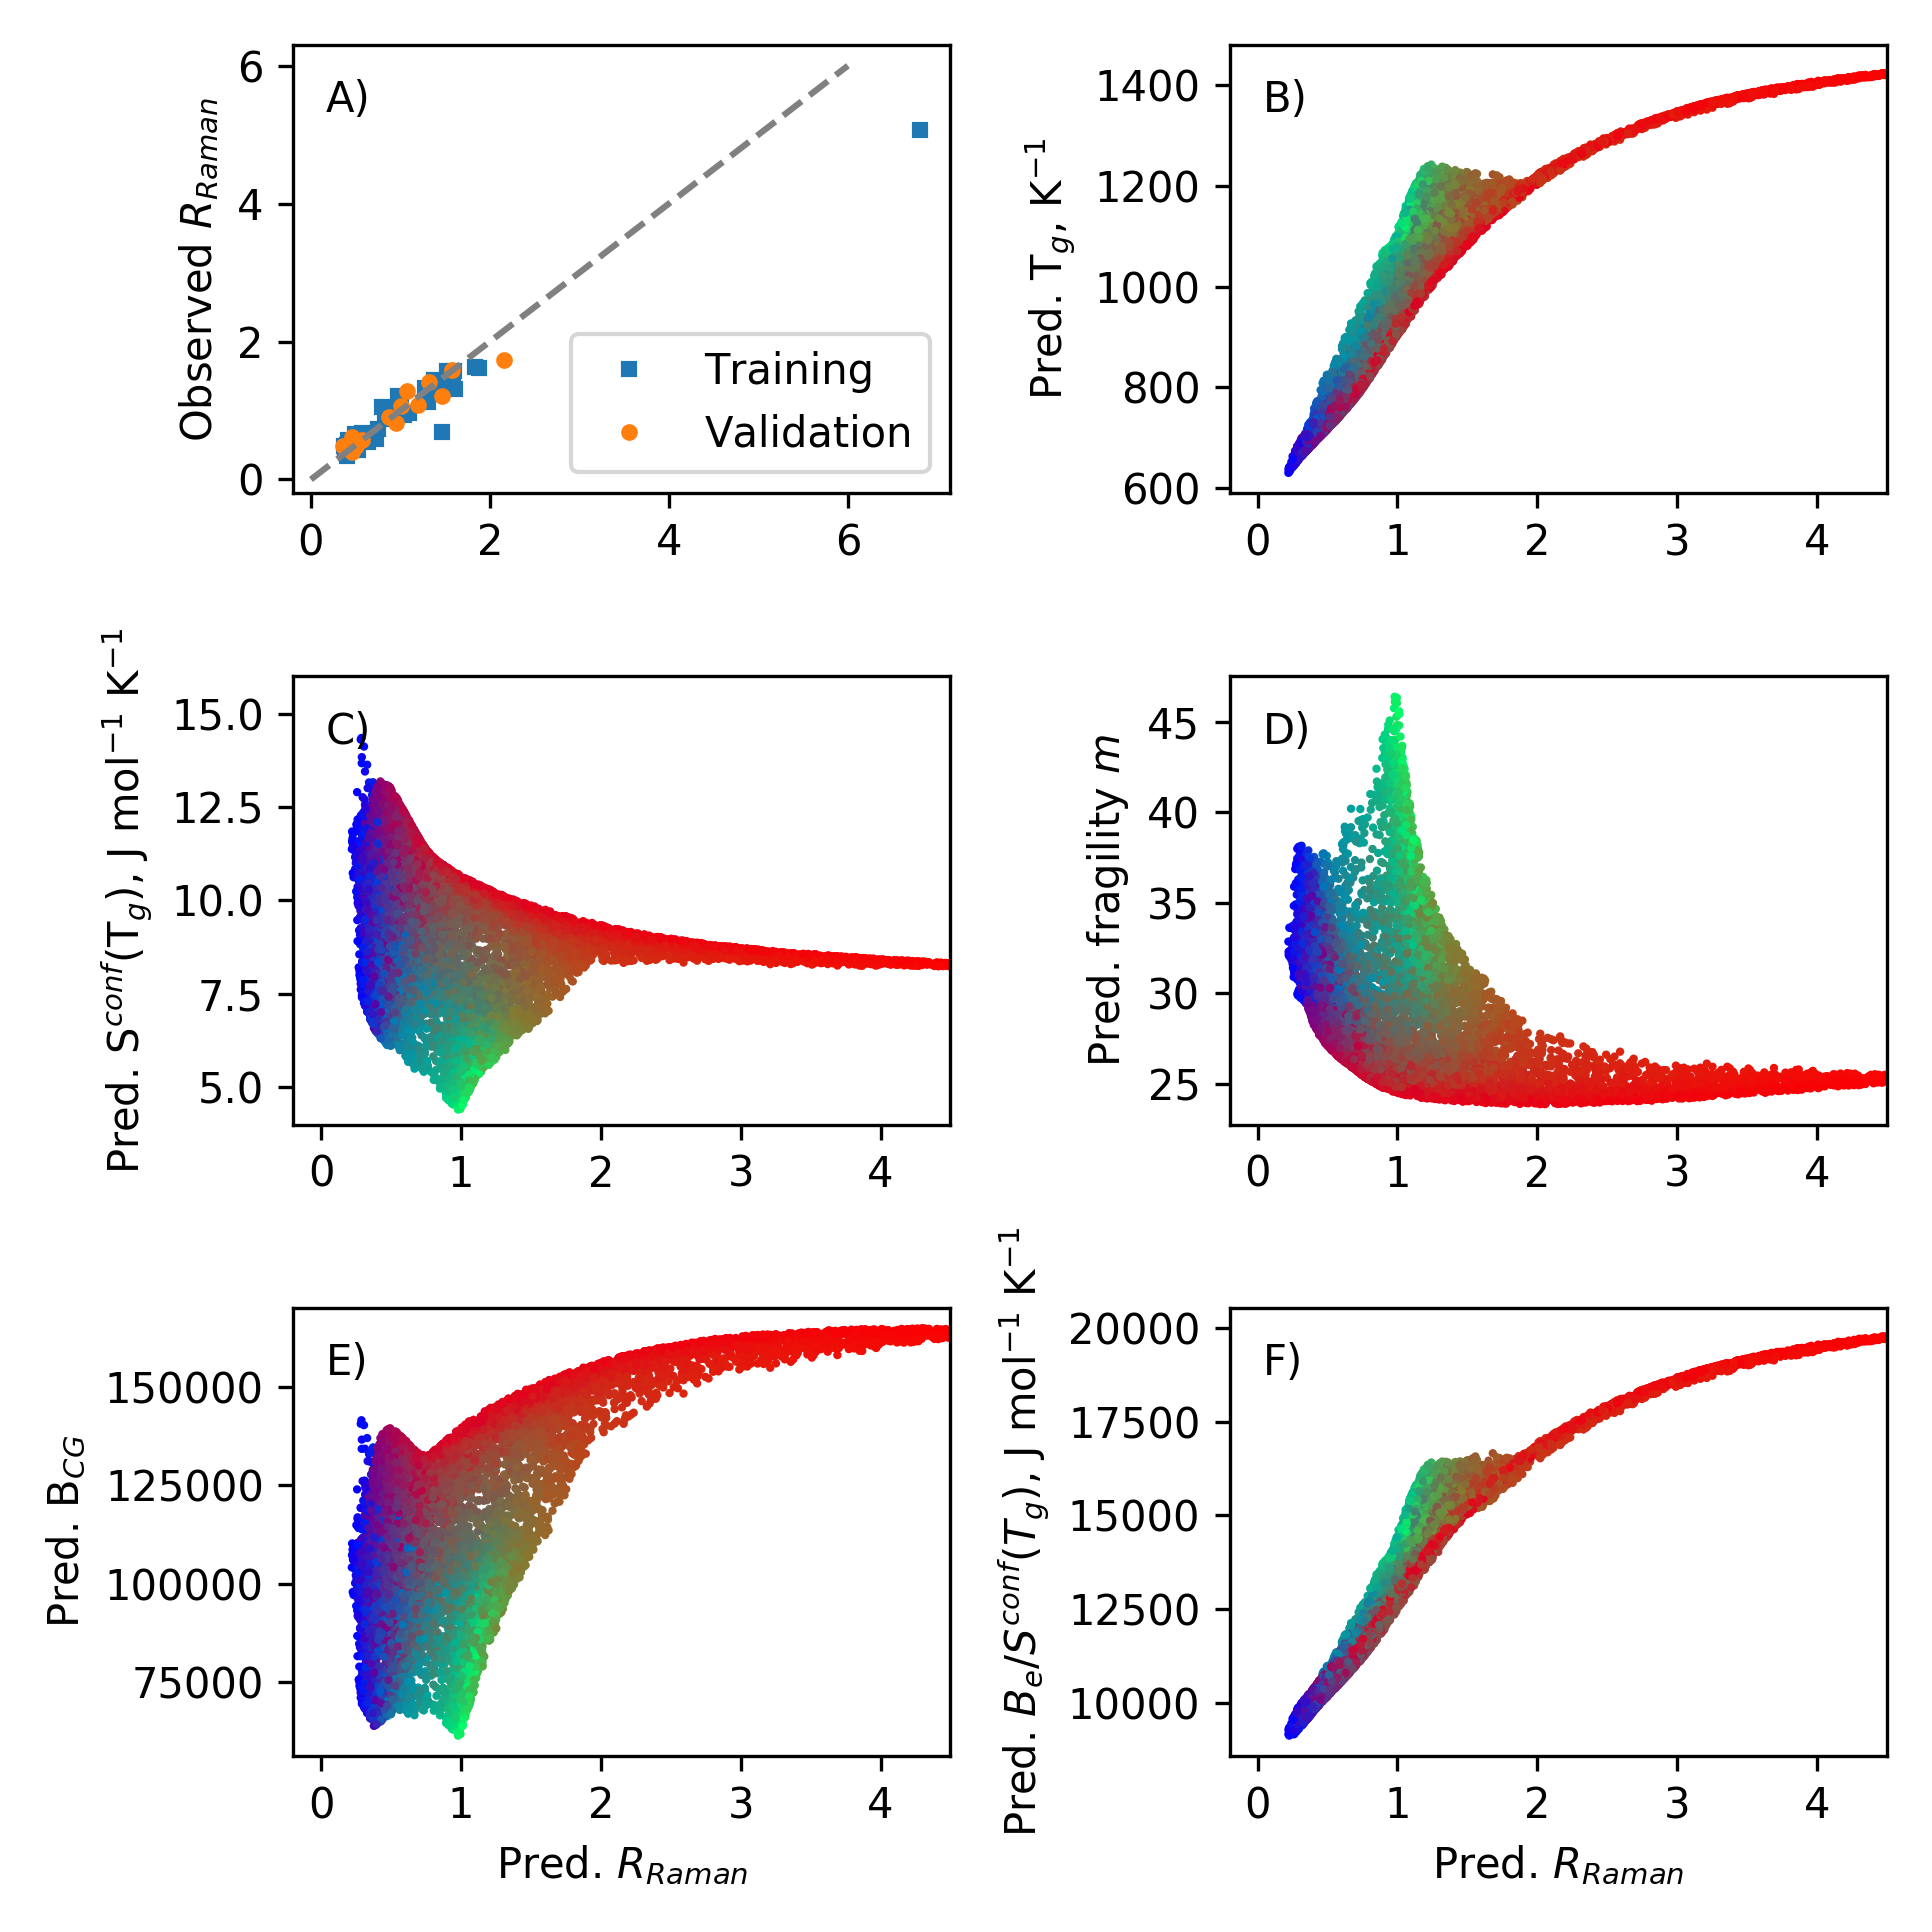 A)
Observed R_Raman
6
4
2
0
0 2 4 6
Training
Validation
B)
Pred. T_g, K⁻¹
1400
1200
1000
800
600
0 1 2 3 4
C)
Pred. S^conf(T_g), J mol⁻¹ K⁻¹
15.0
12.5
10.0
7.5
5.0
0 1 2 3 4
D)
Pred. fragility m
45
40
35
30
25
0 1 2 3 4
E)
Pred. B_CG
150000
125000
100000
75000
0 1 2 3 4
Pred. R_Raman
F)
Pred. B_e/S^conf(T_g), J mol⁻¹ K⁻¹
20000
17500
15000
12500
10000
0 1 2 3 4
Pred. R_Raman